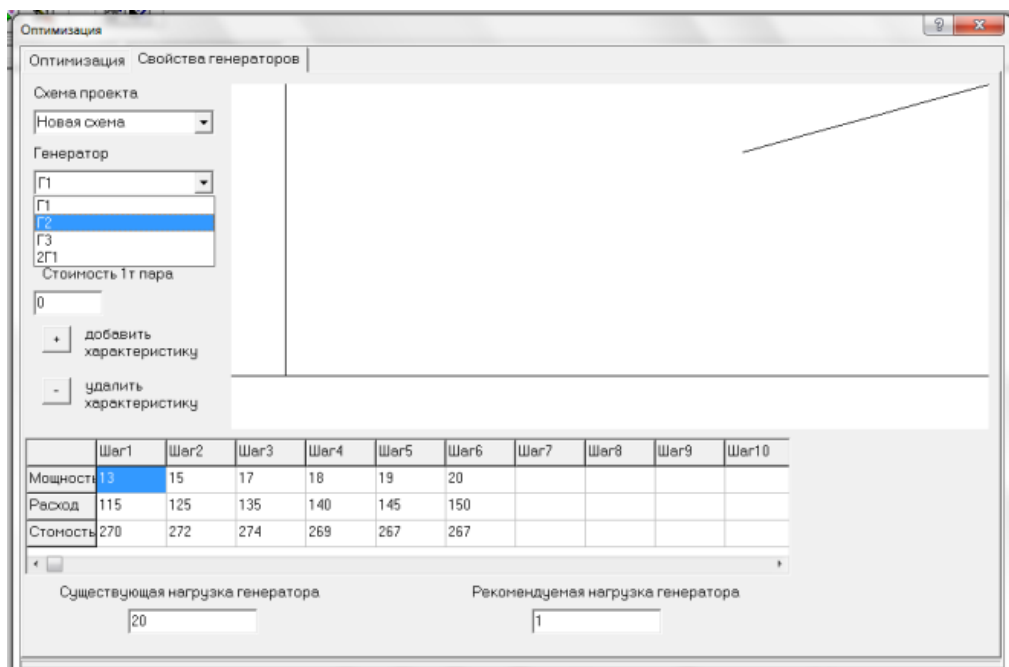 Оптимизация
Оптимизация Свойства генераторов
Схема проекта
Новая схема
Генератор
Г1
Г1
Г2
Г3
2Г1
Стоимость 1т пара
0
+ добавить
характеристику
- удалить
характеристику
Шаг1 Шаг2 Шаг3 Шаг4 Шаг5 Шаг6 Шаг7 Шаг8 Шаг9 Шаг10
Мощность 13 15 17 18 19 20
Расход 115 125 135 140 145 150
Стомость 270 272 274 269 267 267
Существующая нагрузка генератора Рекомендуемая нагрузка генератора
20 1